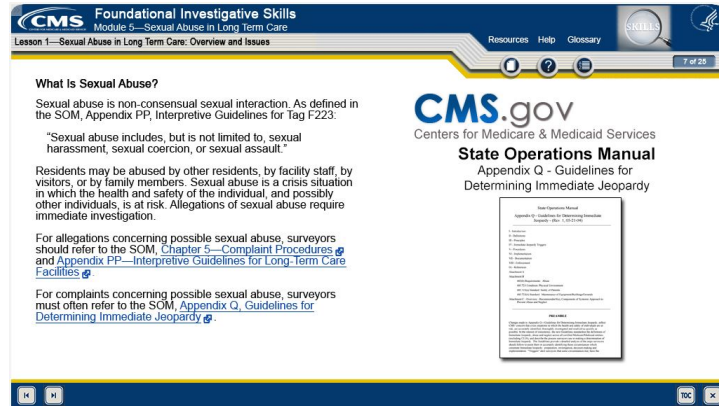 CMS
Foundational Investigative Skills
Module 5—Sexual Abuse in Long Term Care
Lesson 1—Sexual Abuse in Long Term Care: Overview and Issues
Resources Help Glossary
SKILLS
7 of 25
What Is Sexual Abuse?
Sexual abuse is non-consensual sexual interaction. As defined in
the SOM, Appendix PP, Interpretive Guidelines for Tag F223:
“Sexual abuse includes, but is not limited to, sexual
harassment, sexual coercion, or sexual assault.”
Residents may be abused by other residents, by facility staff, by
visitors, or by family members. Sexual abuse is a crisis situation
in which the health and safety of the individual, and possibly
other individuals, is at risk. Allegations of sexual abuse require
immediate investigation.
For allegations concerning possible sexual abuse, surveyors
should refer to the SOM, Chapter 5—Complaint Procedures
and Appendix PP—Interpretive Guidelines for Long-Term Care
Facilities .
For complaints concerning possible sexual abuse, surveyors
must often refer to the SOM, Appendix Q, Guidelines for
Determining Immediate Jeopardy .
CMS.gov
Centers for Medicare & Medicaid Services
State Operations Manual
Appendix Q - Guidelines for
Determining Immediate Jeopardy
State Operations Manual
Appendix Q - Guidelines for Determining Immediate
Jeopardy
TOC